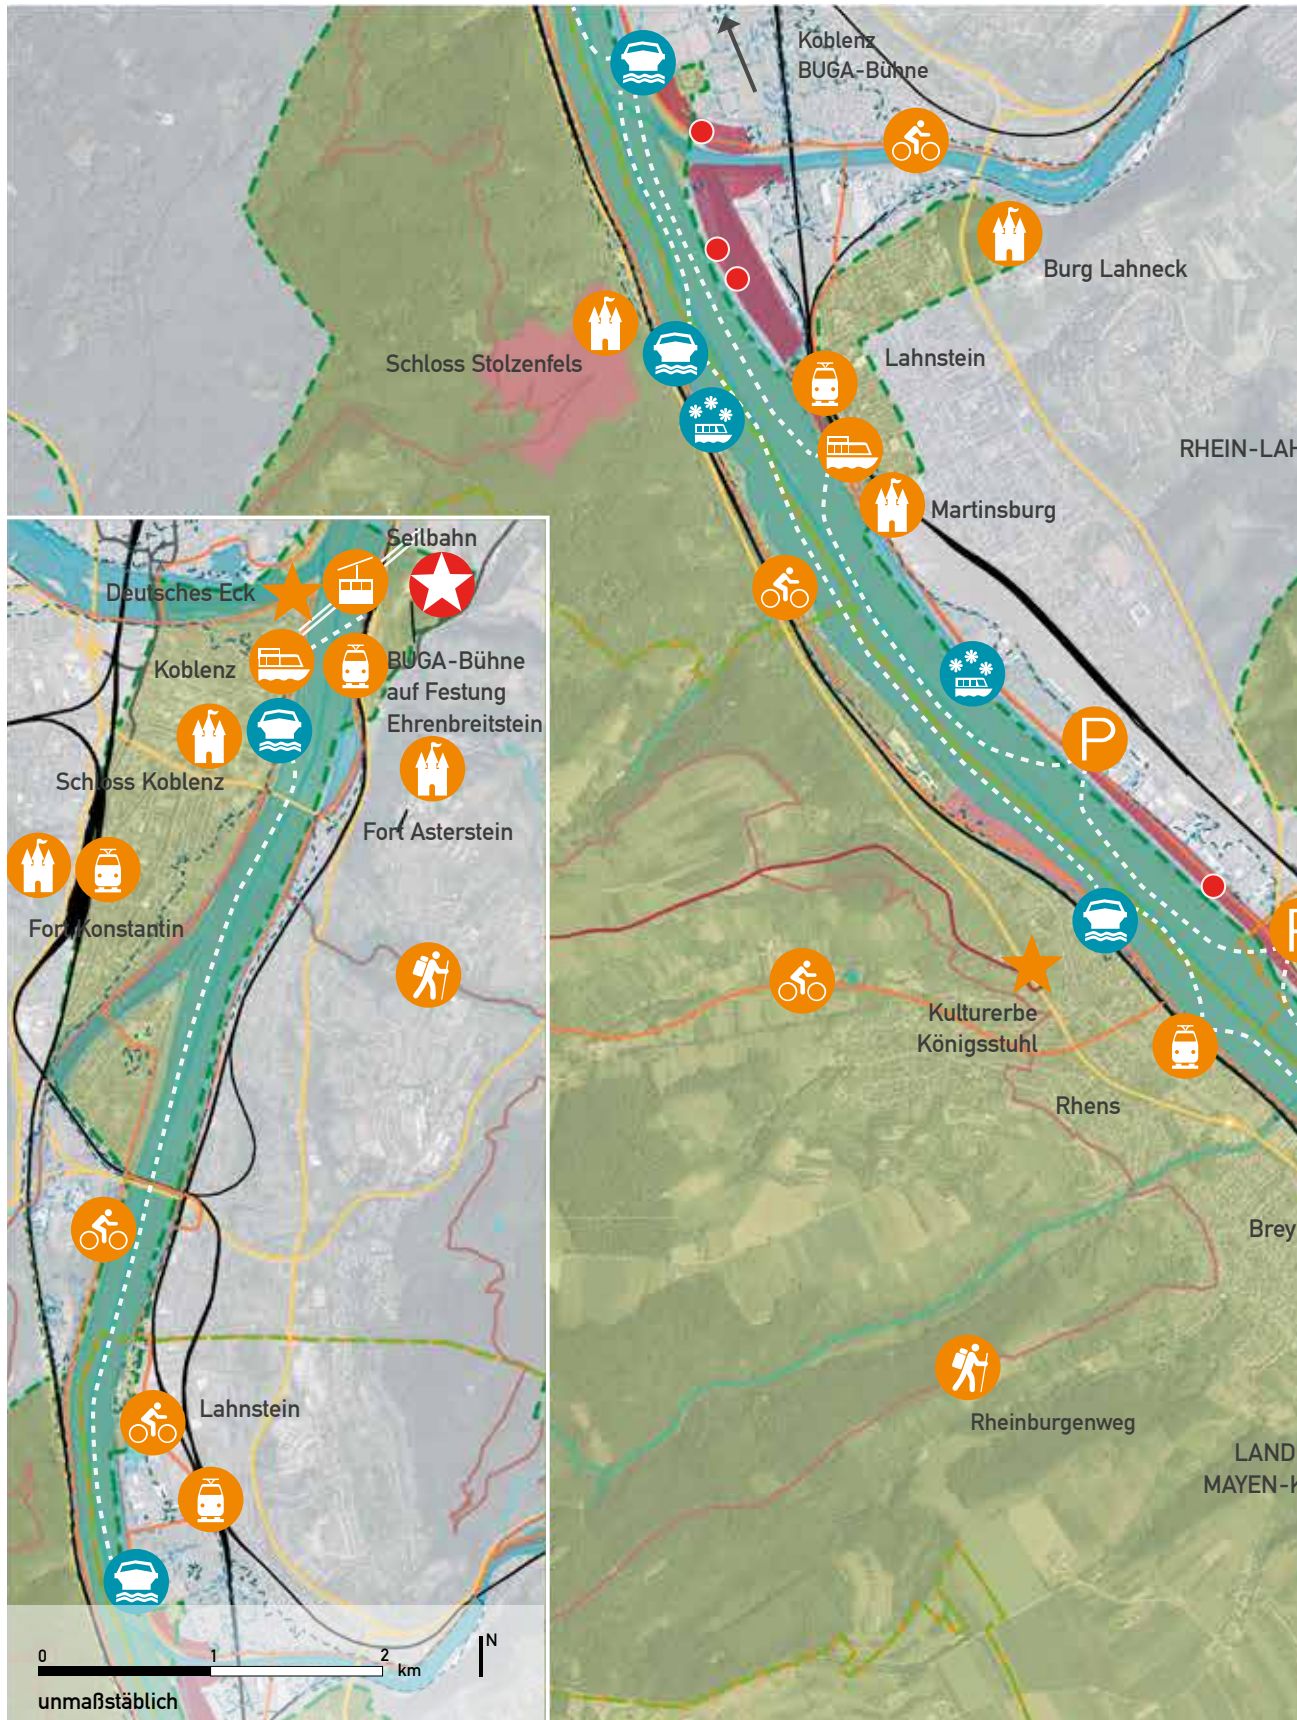 Koblenz
BUGA-Bühne
Burg Lahneck
Lahnstein
Schloss Stolzenfels
RHEIN-LAH
Martinsburg
P
Kulturerbe
Königsstuhl
Rhens
Brey
Rheinburgenweg
LAND
MAYEN-K
Seilbahn
Deutsches Eck
Koblenz
BUGA-Bühne
auf Festung
Ehrenbreitstein
Schloss Koblenz
Fort Asterstein
Fort Konstantin
Lahnstein
0 1 2
km
N
unmaßstäblich